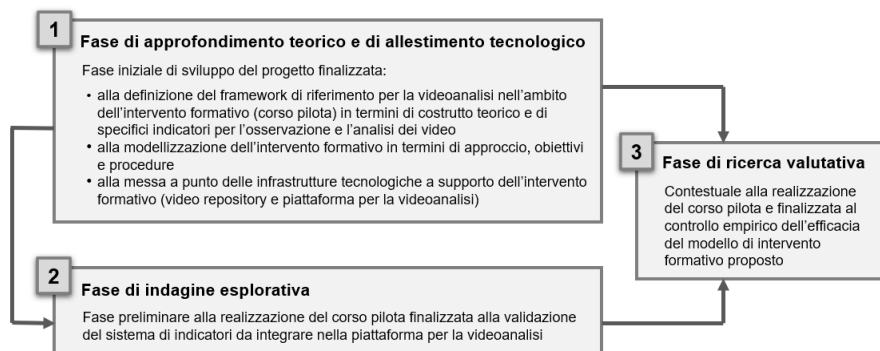 1
Fase di approfondimento teorico e di allestimento tecnologico
Fase iniziale di sviluppo del progetto finalizzata:
• alla definizione del framework di riferimento per la videoanalisi nell'ambito
dell'intervento formativo (corso pilota) in termini di costrutto teorico e di
specifici indicatori per l'osservazione e l'analisi dei video
• alla modellizzazione dell'intervento formativo in termini di approccio, obiettivi
e procedure
• alla messa a punto delle infrastrutture tecnologiche a supporto dell'intervento
formativo (video repository e piattaforma per la videoanalisi)
2
Fase di indagine esplorativa
Fase preliminare alla realizzazione del corso pilota finalizzata alla validazione
del sistema di indicatori da integrare nella piattaforma per la videoanalisi
3
Fase di ricerca valutativa
Contestuale alla realizzazione
del corso pilota e finalizzata al
controllo empirico dell'efficacia
del modello di intervento
formativo proposto